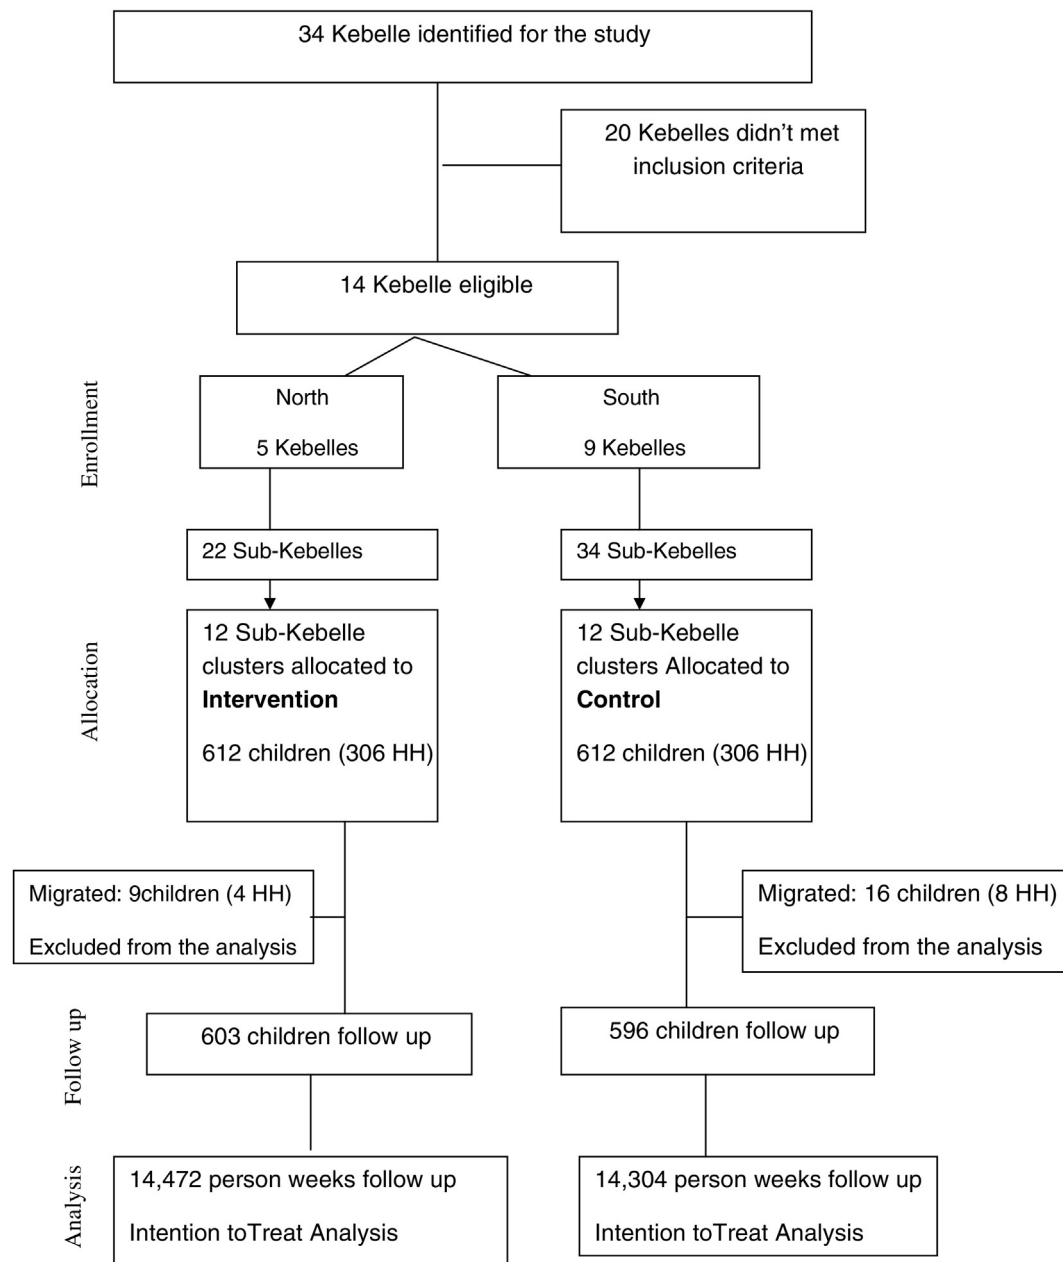 34 Kebelle identified for the study
20 Kebelles didn't met
inclusion criteria
14 Kebelle eligible
Enrollment
North
5 Kebelles
South
9 Kebelles
22 Sub-Kebelles
34 Sub-Kebelles
Allocation
12 Sub-Kebelle
clusters allocated to
Intervention
612 children (306 HH)
12 Sub-Kebelle
clusters Allocated to
Control
612 children (306 HH)
Migrated: 9children (4 HH)
Excluded from the analysis
Migrated: 16 children (8 HH)
Excluded from the analysis
Follow up
603 children follow up
596 children follow up
Analysis
14,472 person weeks follow up
Intention toTreat Analysis
14,304 person weeks follow up
Intention toTreat Analysis